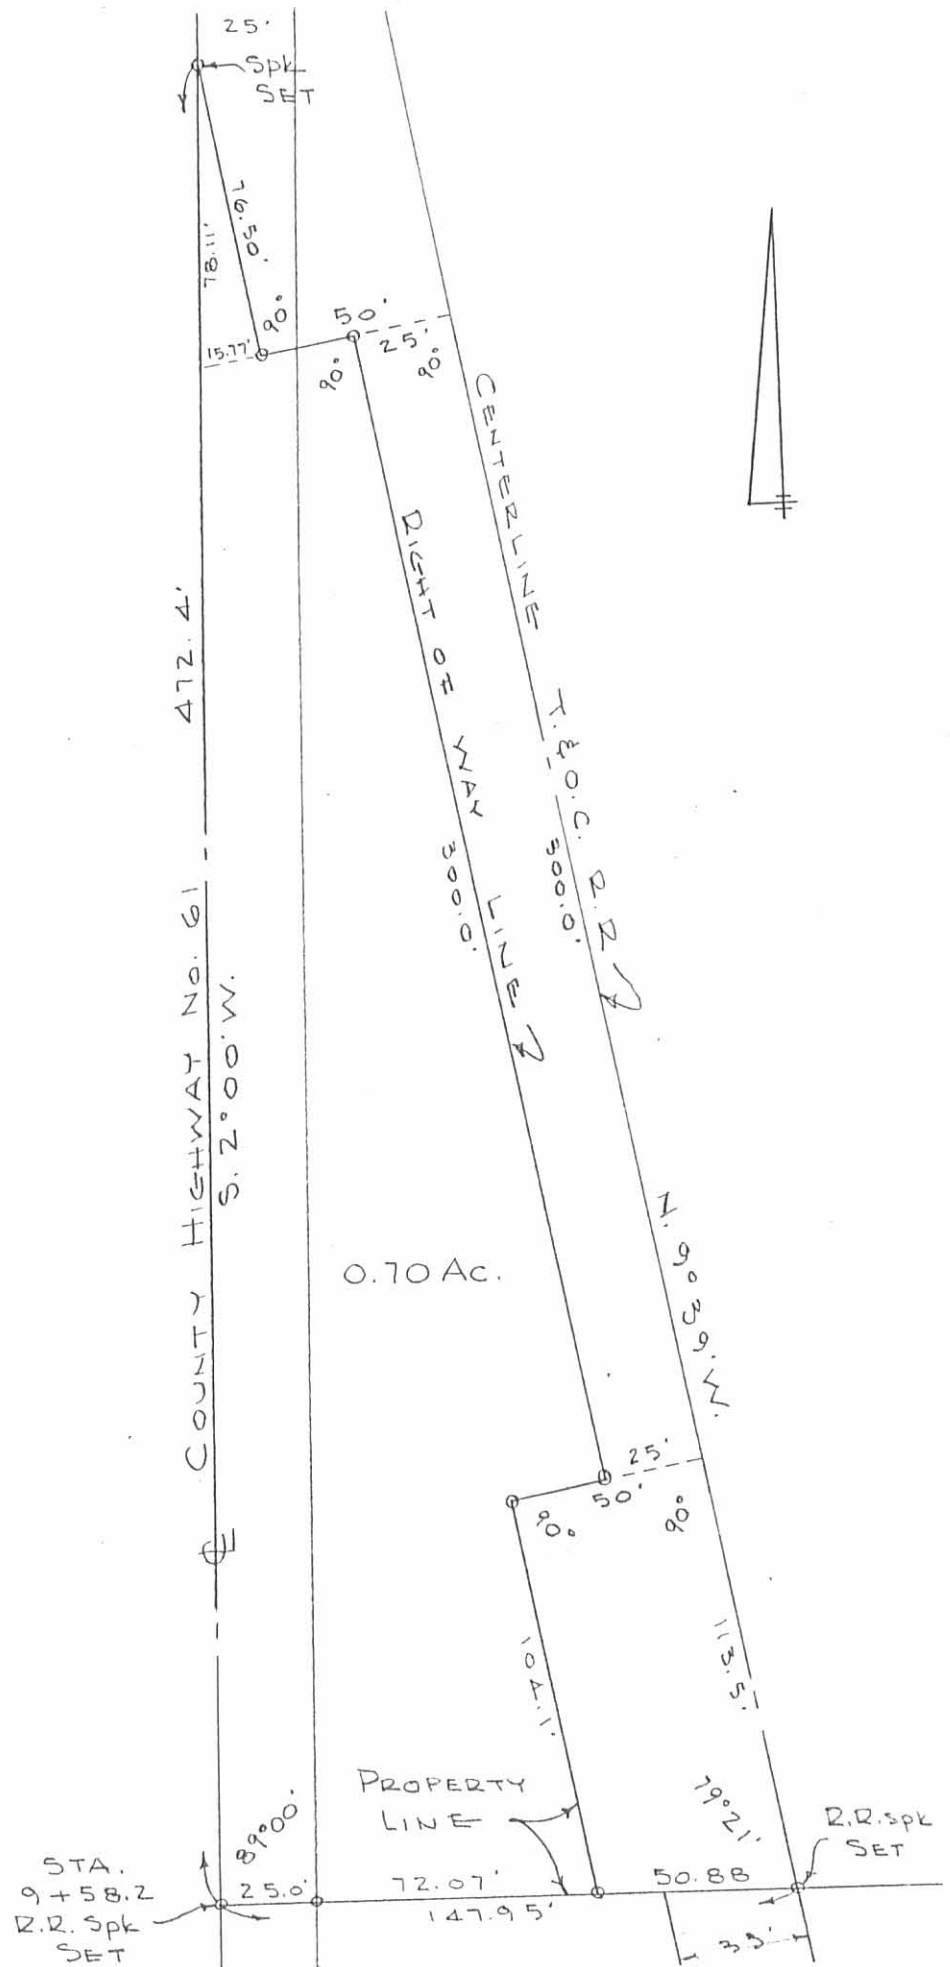 25'
Spk
SET
78.11'
76.50'
90°
15.77'
50'
25'
90°
90°
CENTERLINE T. & O.C. R.R
RIGHT OF WAY LINE
472.4'
300.0'
300.0'
COUNTY HIGHWAY No. 61
S. 2°00'W.
N. 9°39'W.
0.70 Ac.
25'
50'
90°
90°
104.1'
113.5'
PROPERTY
LINE
79°21'
R.R. spk
SET
89°00'
STA.
9+58.2
R.R. Spk
SET
25.0'
72.07'
50.88
147.95'
33'